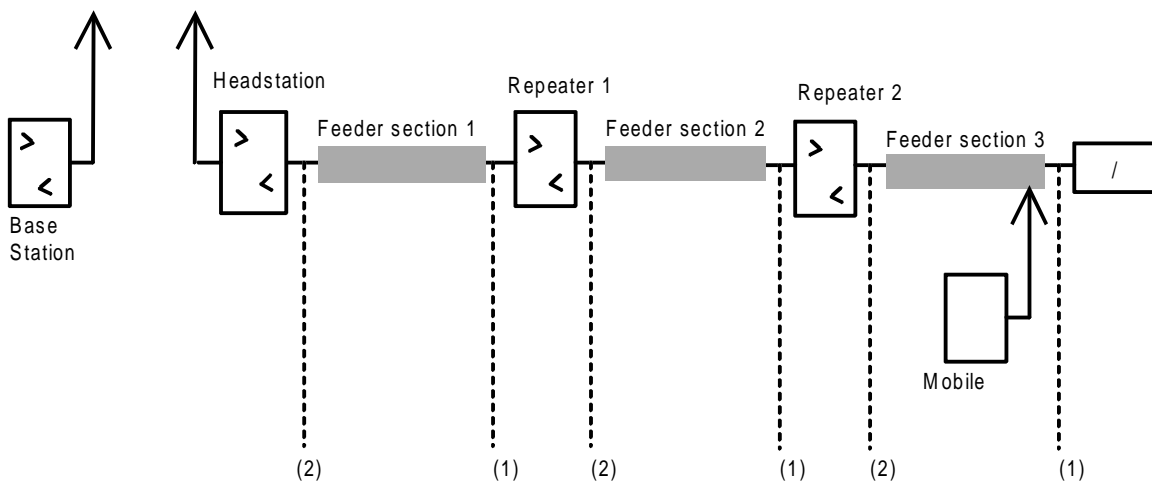 Headstation
Repeater 1
Repeater 2
Feeder section 1
Feeder section 2
Feeder section 3
/
Base
Station
Mobile
(2)
(1)
(2)
(1)
(2)
(1)